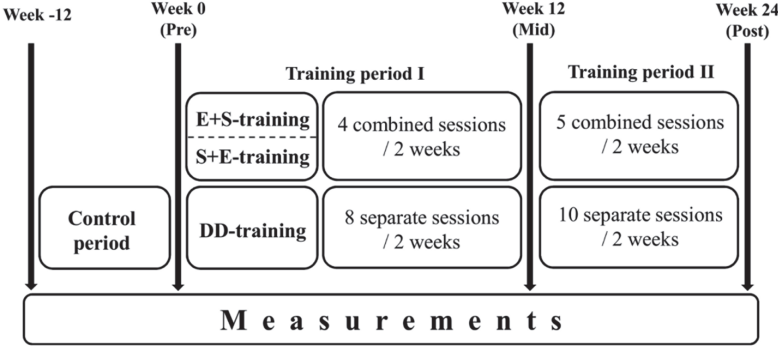 Week -12
Week 0
(Pre)
Week 12
(Mid)
Week 24
(Post)
Training period I
Training period II
E+S-training
S+E-training
4 combined sessions
/ 2 weeks
5 combined sessions
/ 2 weeks
Control
period
DD-training
8 separate sessions
/ 2 weeks
10 separate sessions
/ 2 weeks
Measurements